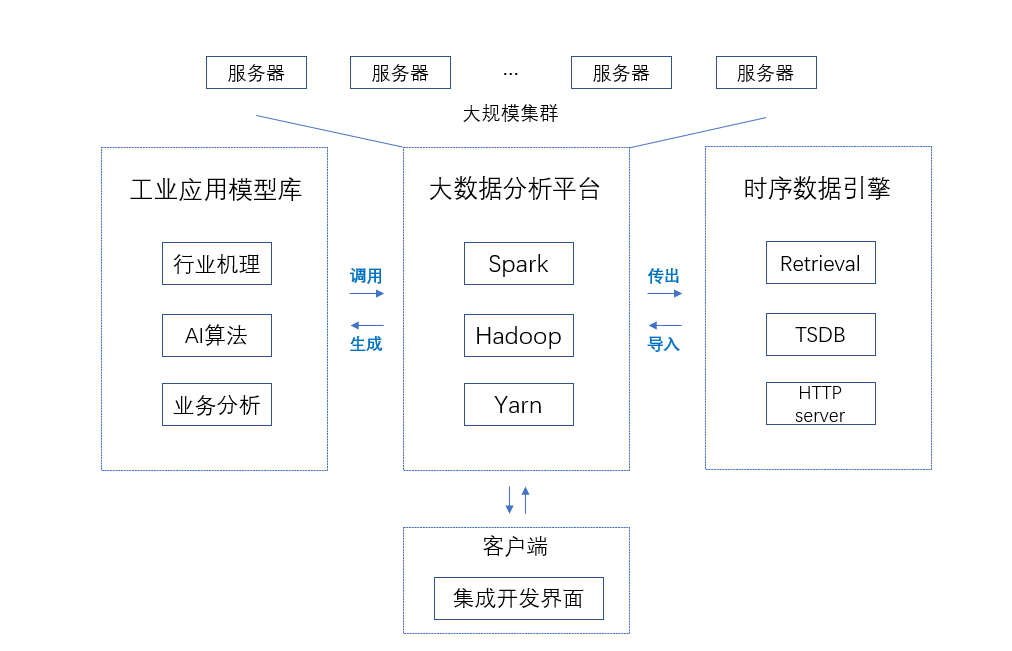 服务器
服务器
...
服务器
服务器
大规模集群
工业应用模型库
行业机理
AI算法
业务分析
调用
生成
大数据分析平台
Spark
Hadoop
Yarn
传出
导入
时序数据引擎
Retrieval
TSDB
HTTP
server
客户端
集成开发界面